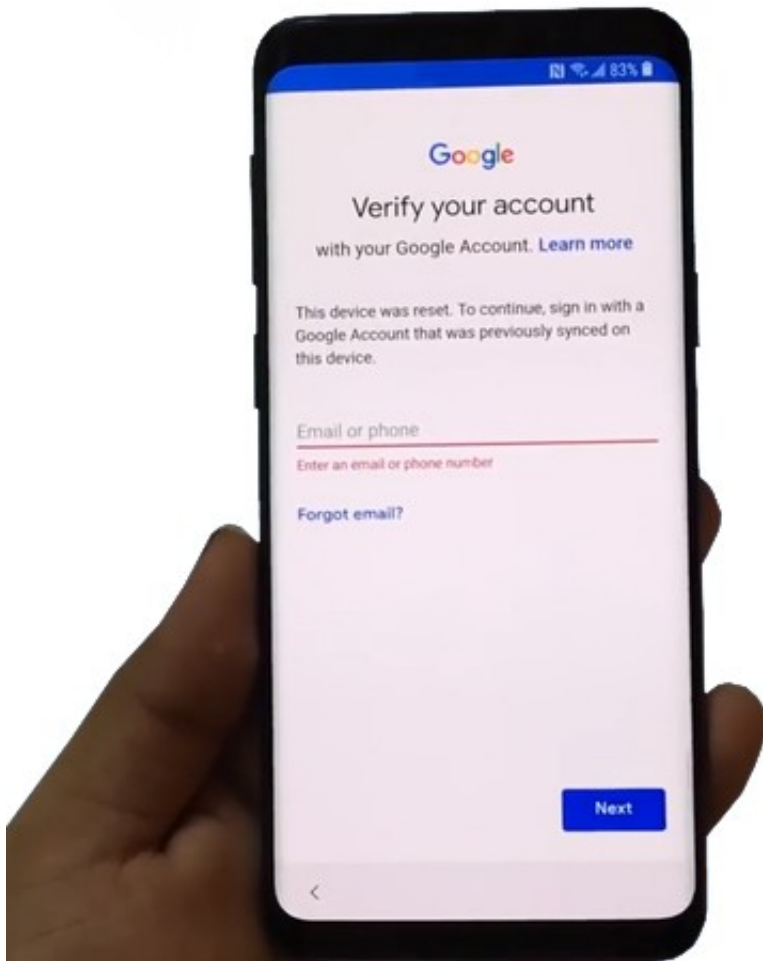 83%
Google
Verify your account
with your Google Account. Learn more
This device was reset. To continue, sign in with a
Google Account that was previously synced on
this device.
Email or phone
Enter an email or phone number
Forgot email?
Next